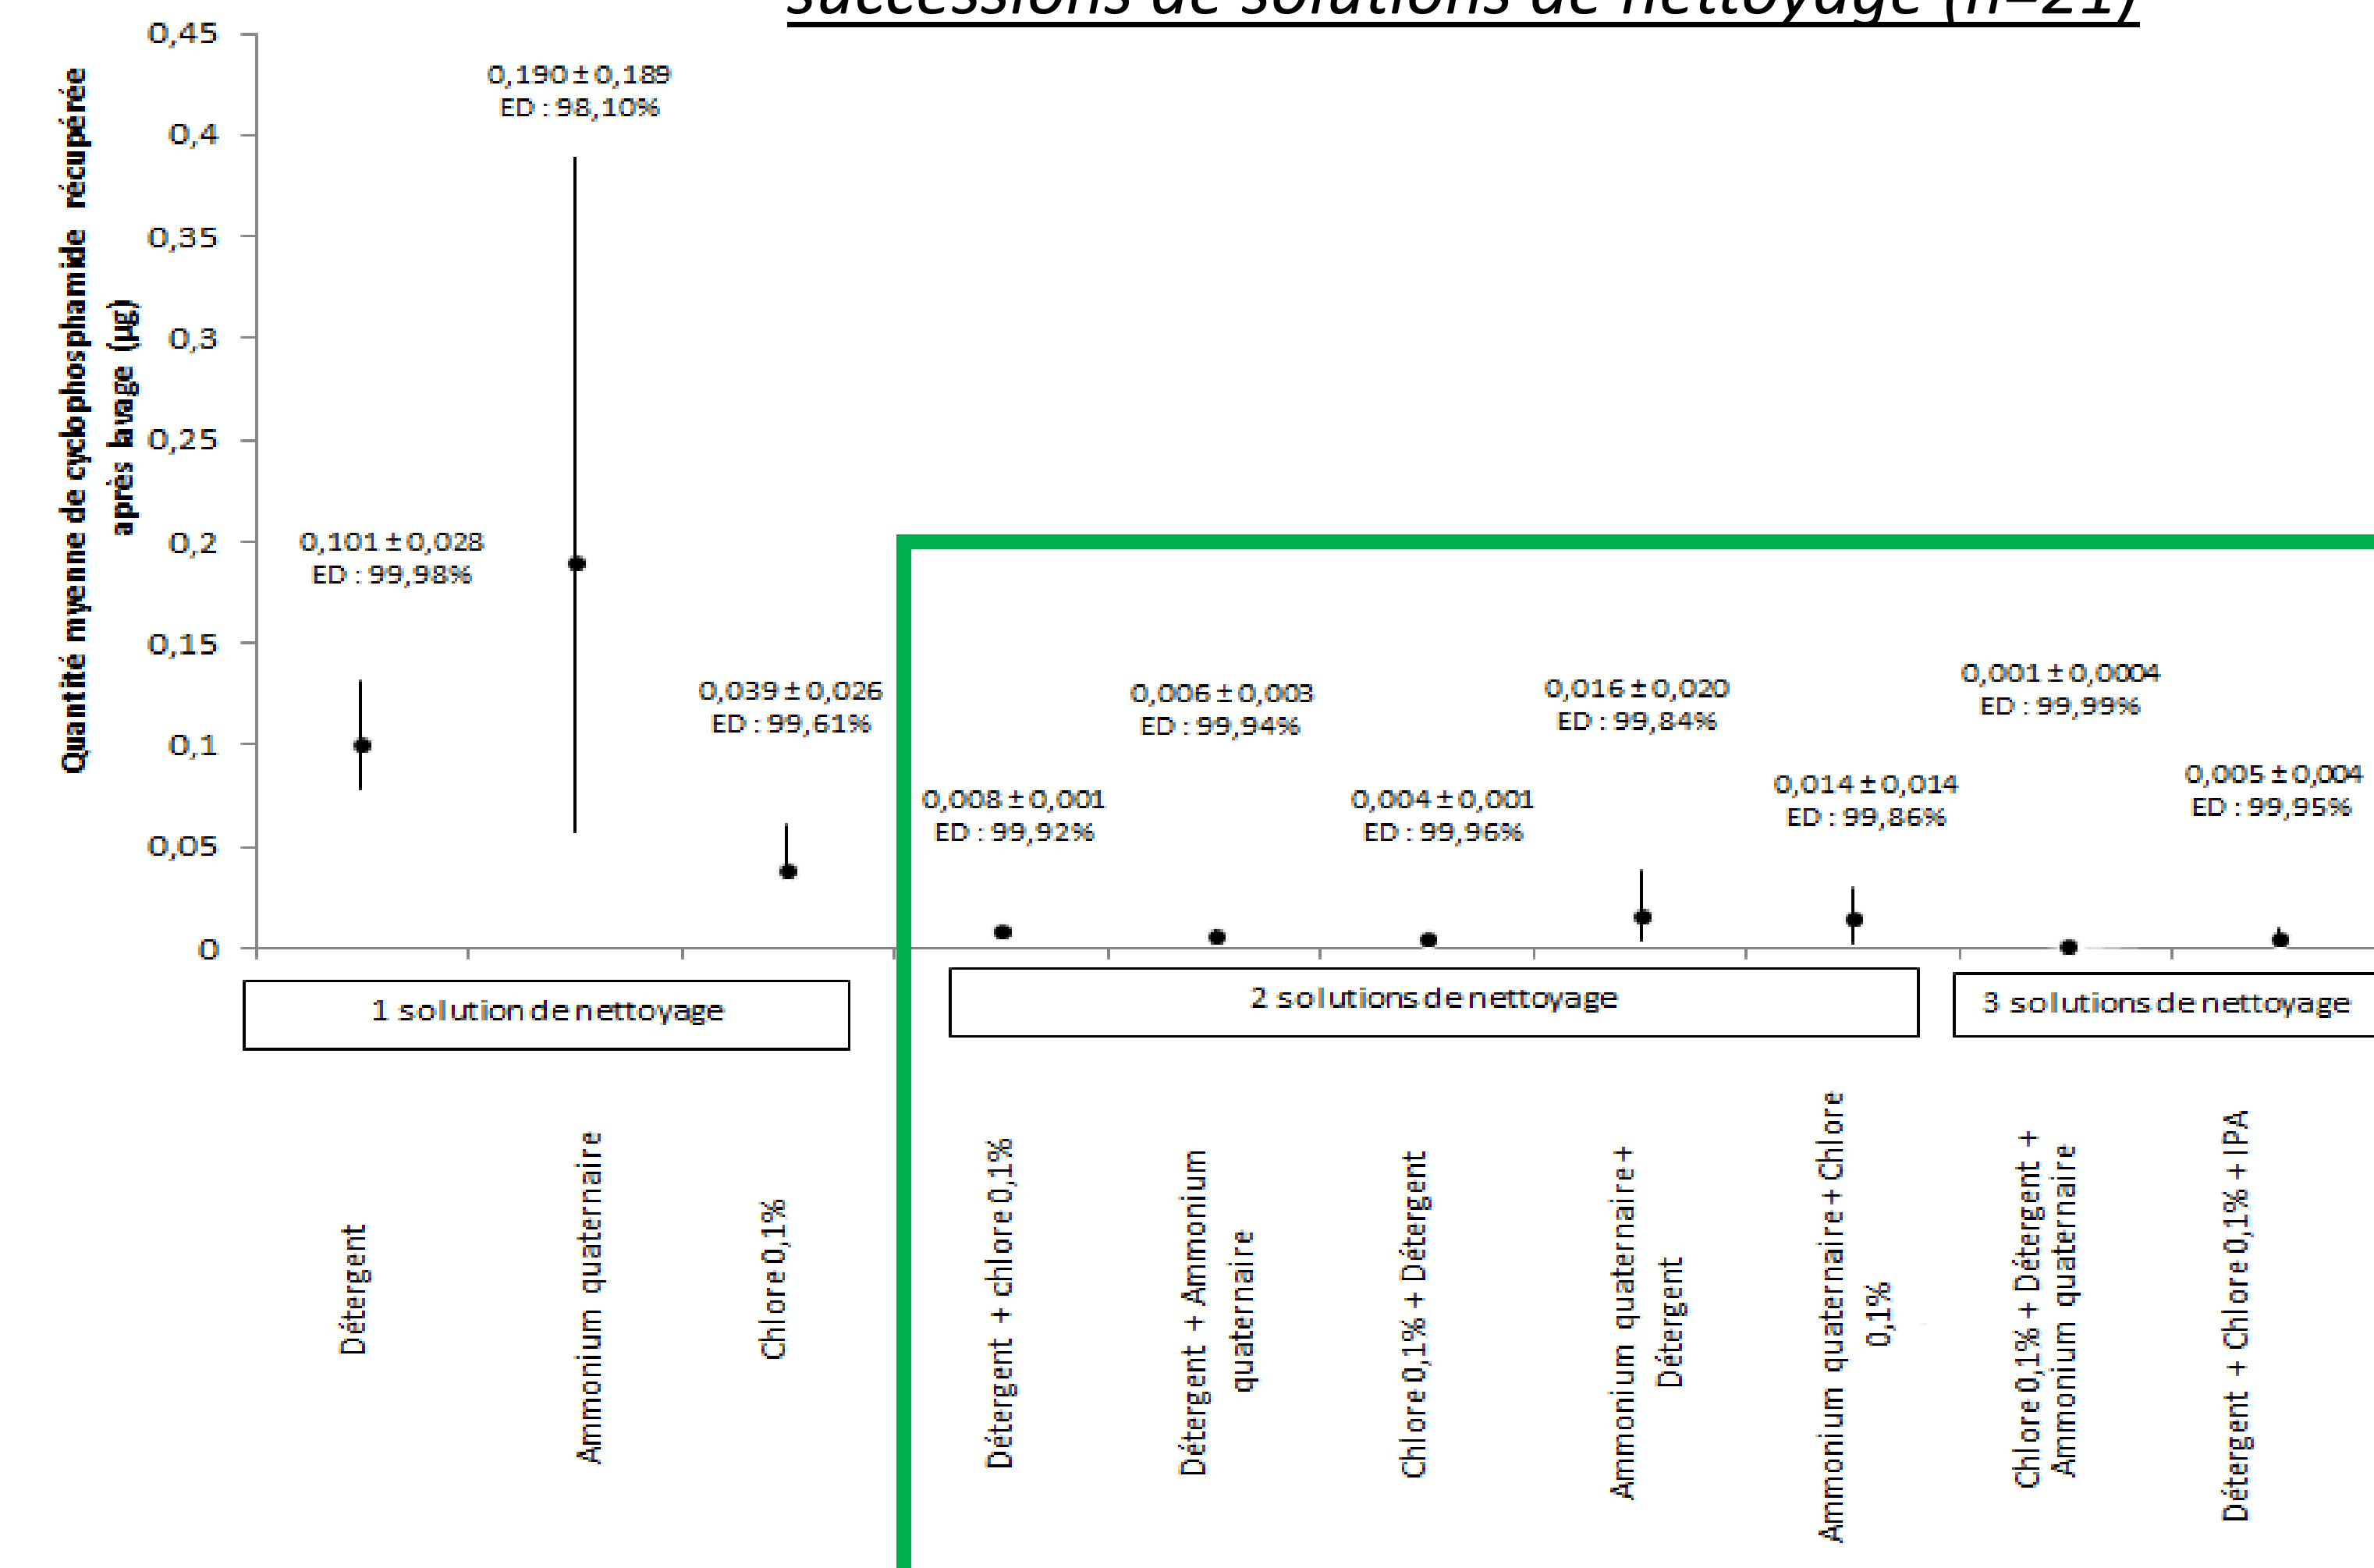 successions de solutions de nettoyage (n=21)
Quantité myenne de cyclophosphamide récupérée
après lavage (µg)
0,45
0,4
0,35
0,3
0,25
0,2
0,15
0,1
0,05
0
0,101 ± 0,028
ED : 99,98%
0,190 ± 0,189
ED : 98,10%
0,039 ± 0,026
ED : 99,61%
0,008 ± 0,001
ED : 99,92%
0,006 ± 0,003
ED : 99,94%
0,004 ± 0,001
ED : 99,96%
0,016 ± 0,020
ED : 99,84%
0,014 ± 0,014
ED : 99,86%
0,001 ± 0,0004
ED : 99,99%
0,005 ± 0,004
ED : 99,95%
1 solution de nettoyage
2 solutions de nettoyage
3 solutions de nettoyage
Détergent
Ammonium quaternaire
Chlore 0,1%
Détergent + chlore 0,1%
Détergent + Ammonium
quaternaire
Chlore 0,1% + Détergent
Ammonium quaternaire +
Détergent
Ammonium quaternaire + Chlore
0,1%
Chlore 0,1% + Détergent +
Ammonium quaternaire
Détergent + Chlore 0,1% + IPA